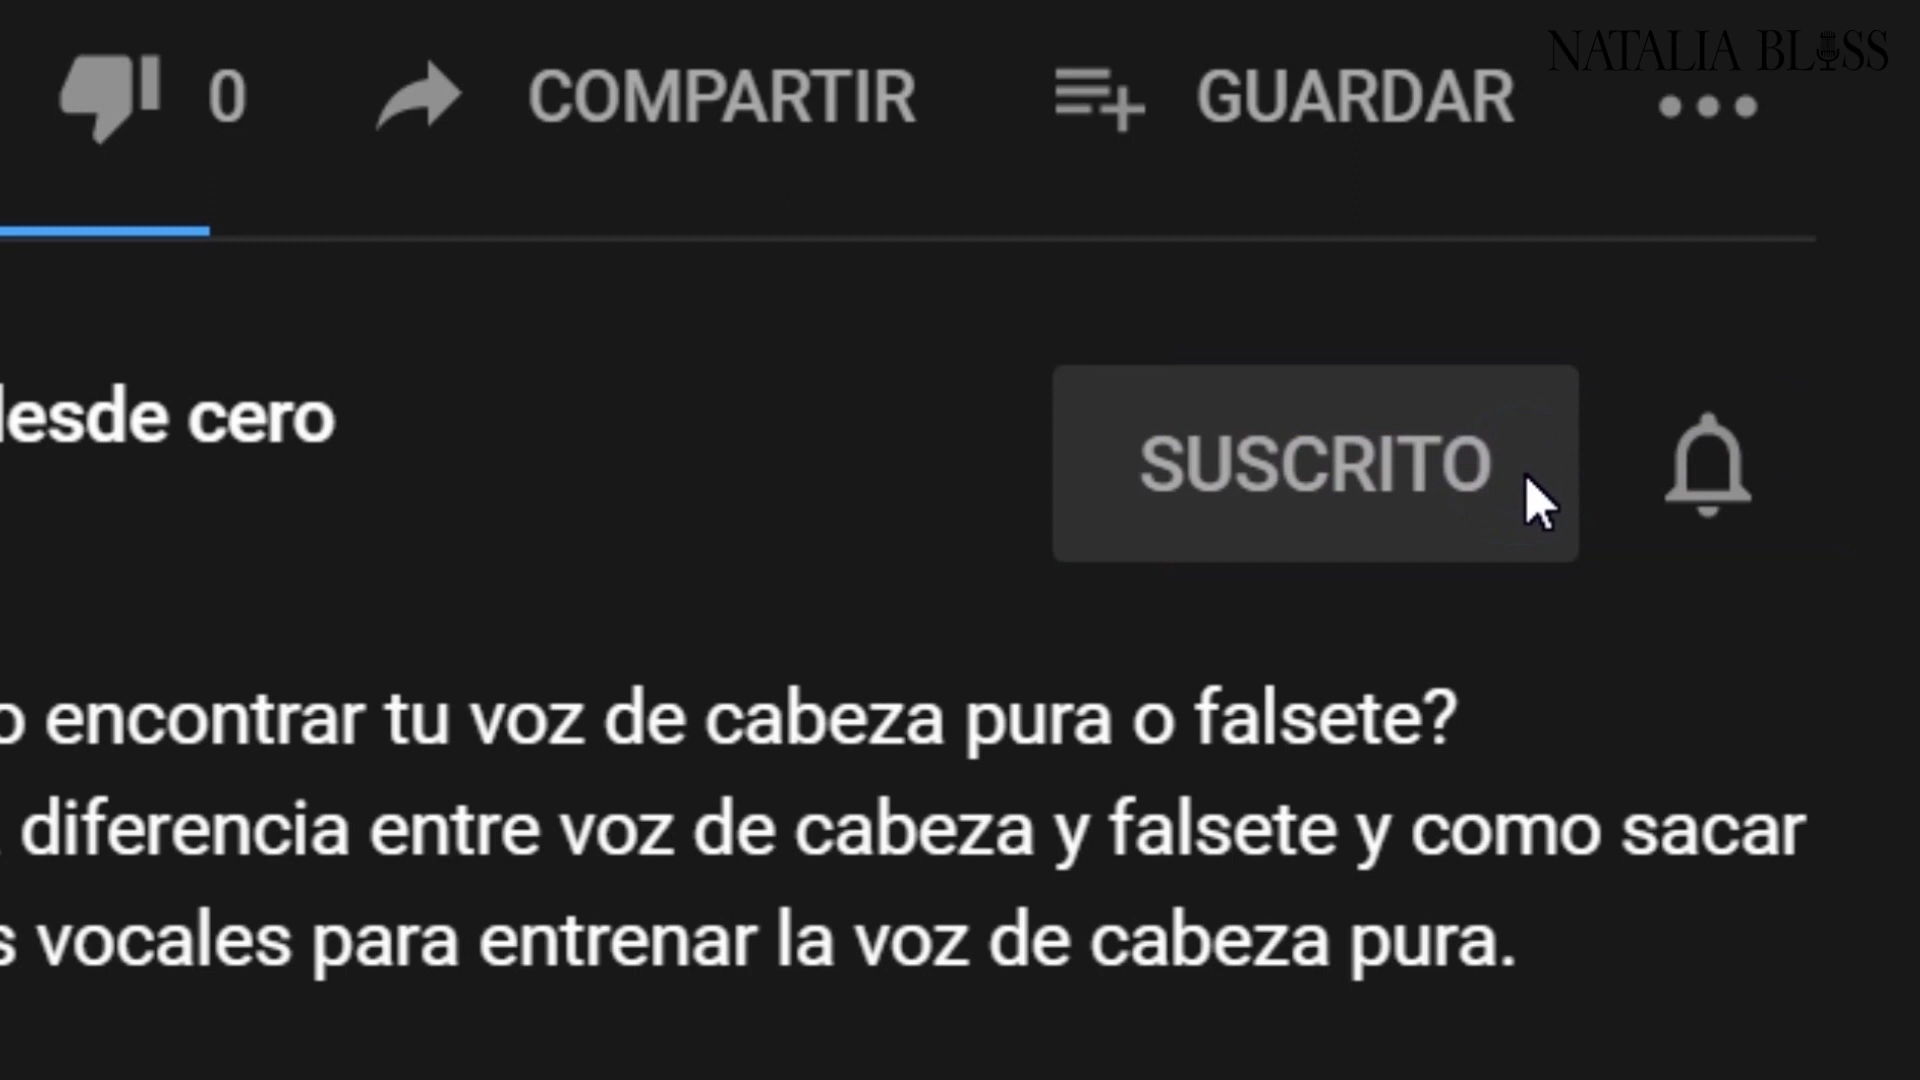 NATALIA BLISS
0 COMPARTIR GUARDAR
desde cero
SUSCRITO
o encontrar tu voz de cabeza pura o falsete?
diferencia entre voz de cabeza y falsete y como sacar
s vocales para entrenar la voz de cabeza pura.